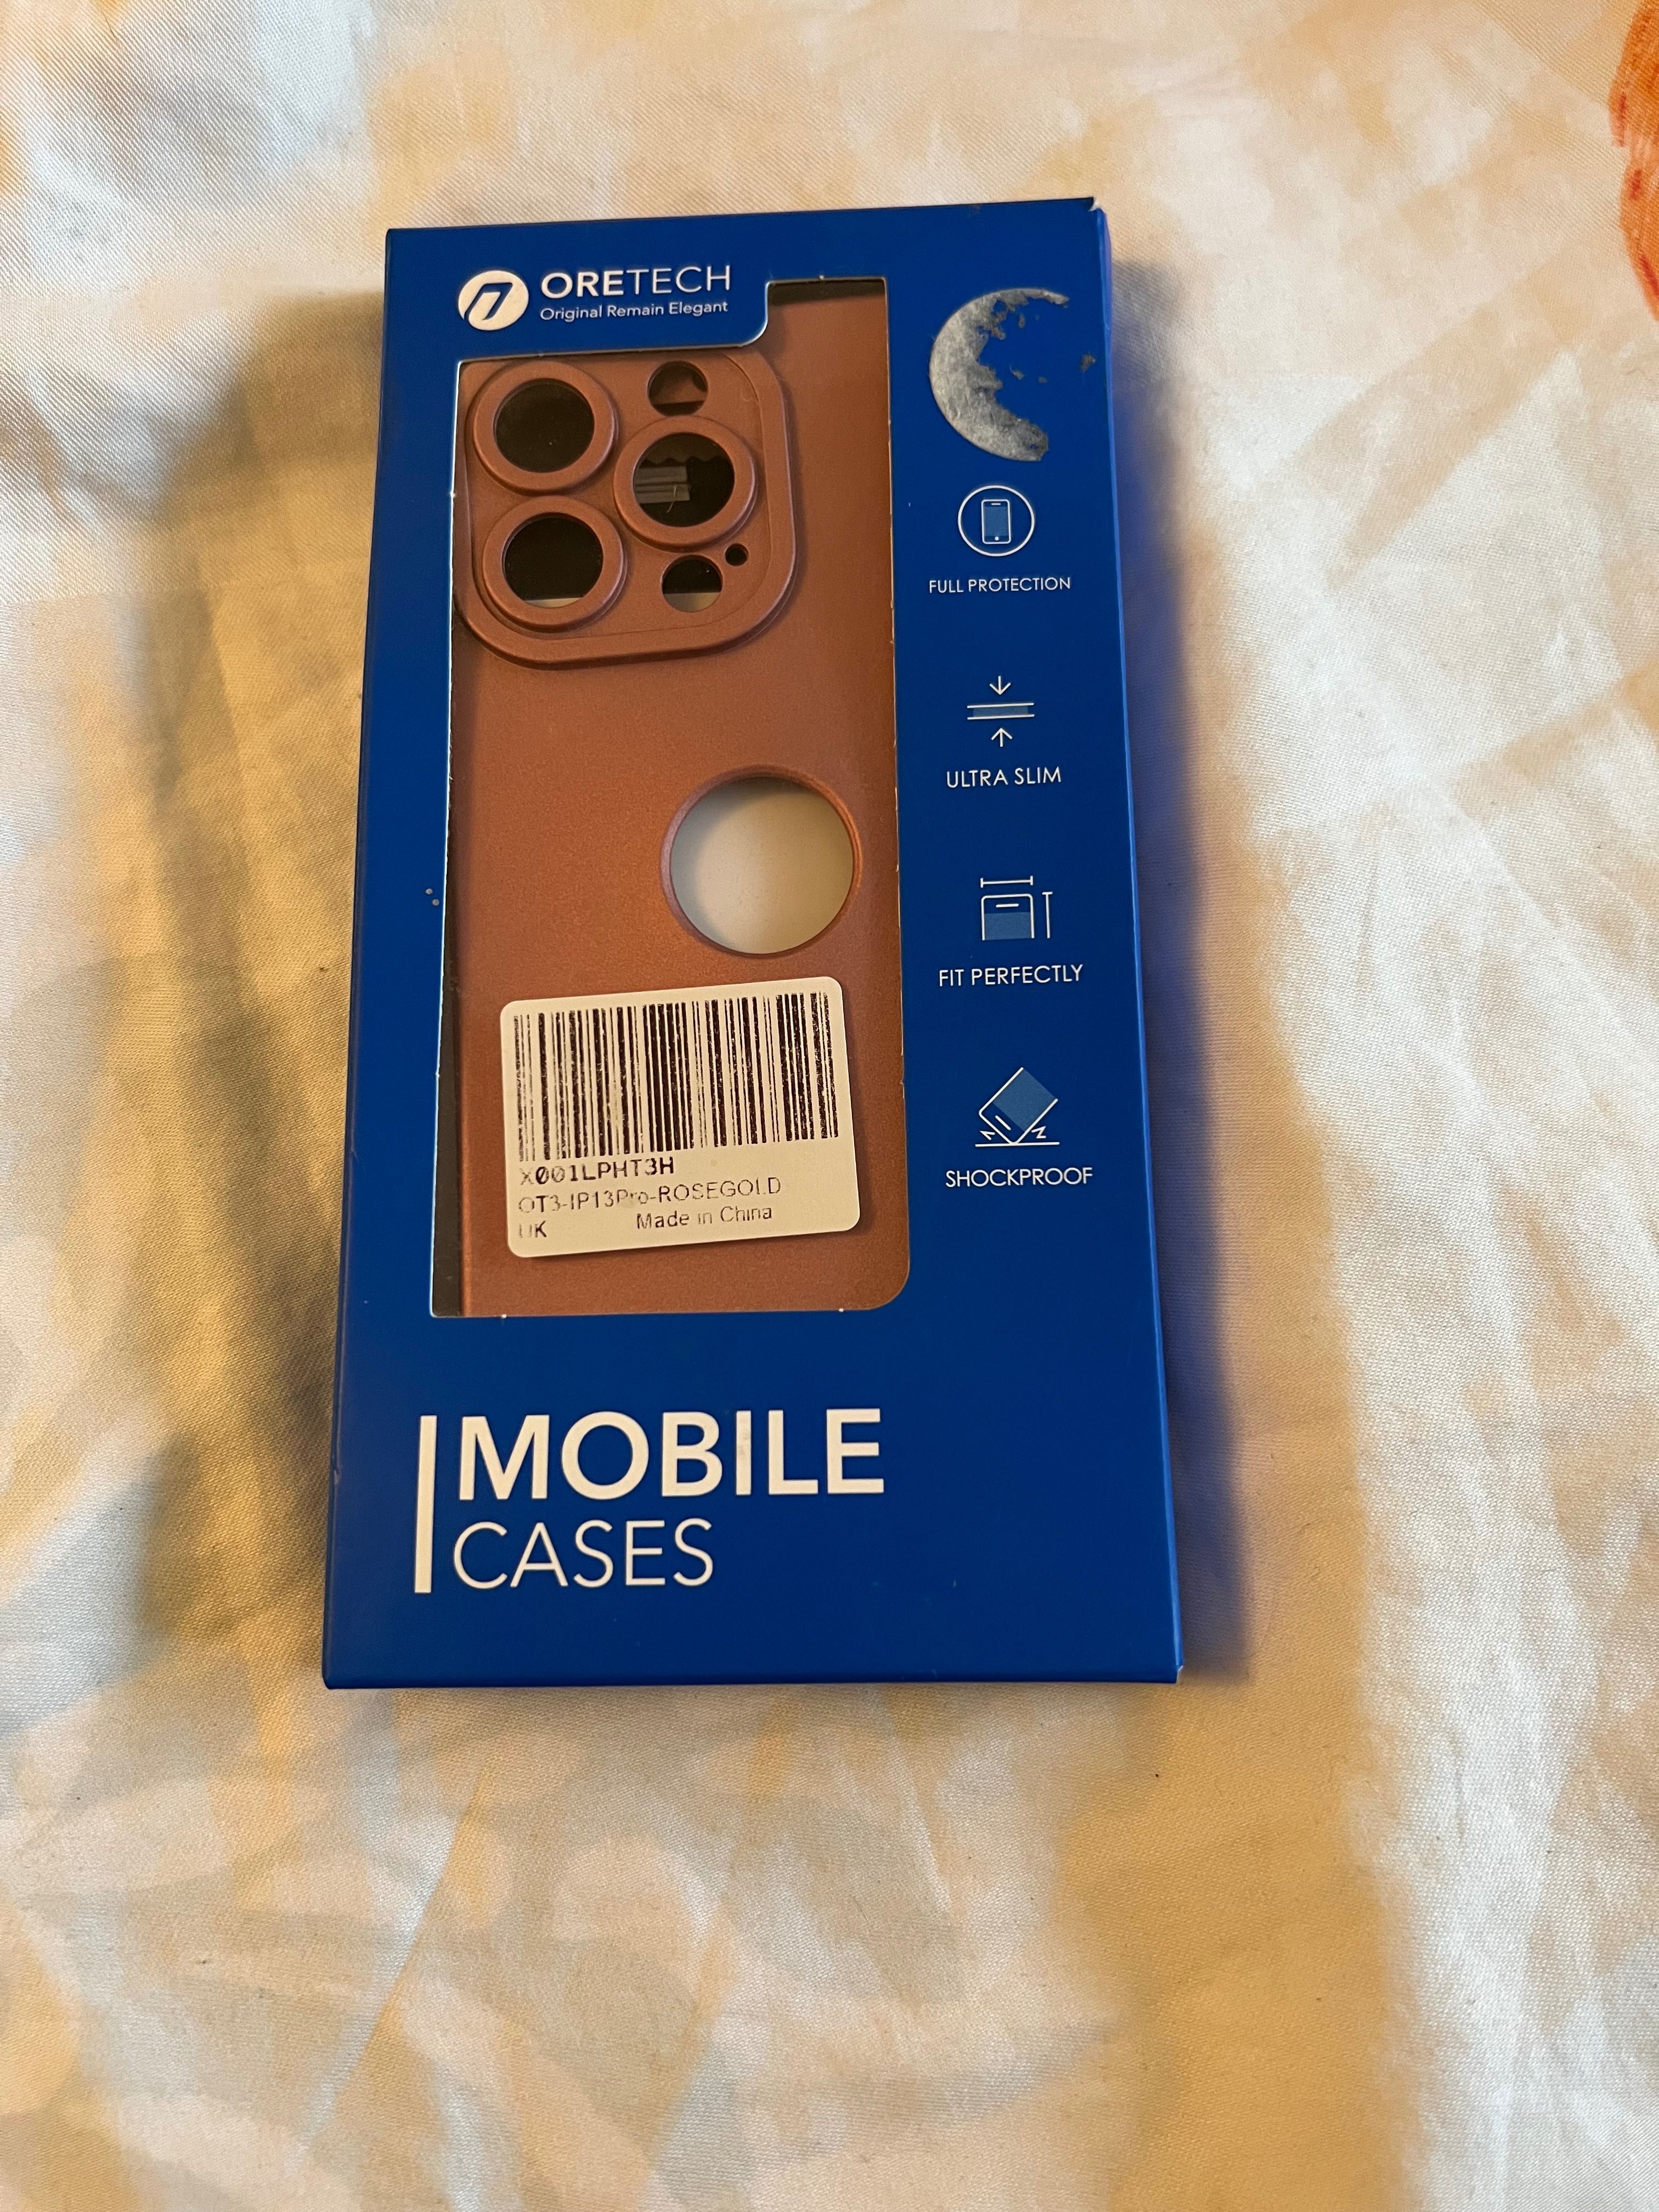 ORETECH
Original Remain Elegant
FULL PROTECTION
ULTRA SLIM
FIT PERFECTLY
SHOCKPROOF
X001LPHT3H
OT3-IP13Pro-ROSEGOLD
UK Made in China
MOBILE
CASES